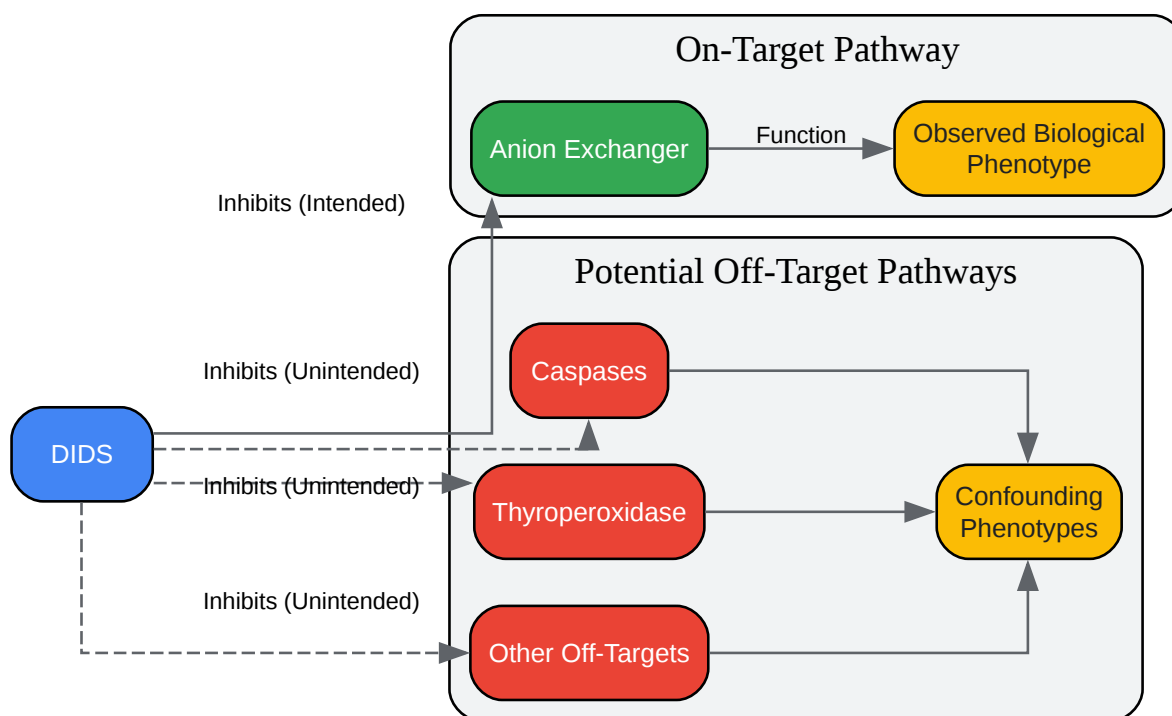 On-Target Pathway
Anion Exchanger
Function
Observed Biological
Phenotype
Inhibits (Intended)
Potential Off-Target Pathways
Inhibits (Unintended)
Caspases
DIDS
Inhibits (Unintended)
Thyroperoxidase
Confounding
Phenotypes
Inhibits (Unintended)
Other Off-Targets